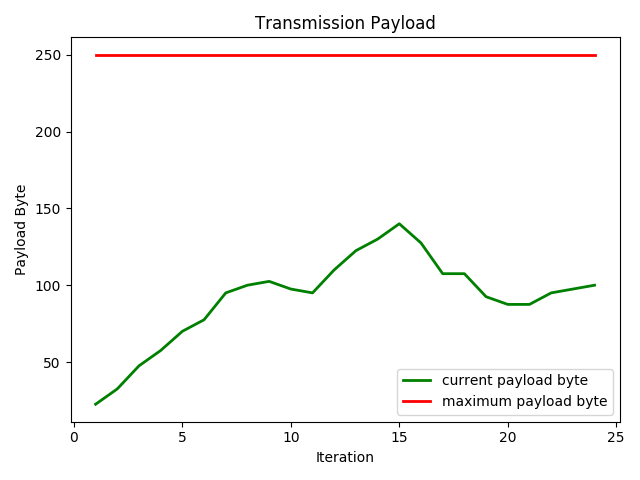 Transmission Payload
250
200
150
100
50
Payload Byte
0
5
10
15
20
25
Iteration
current payload byte
maximum payload byte